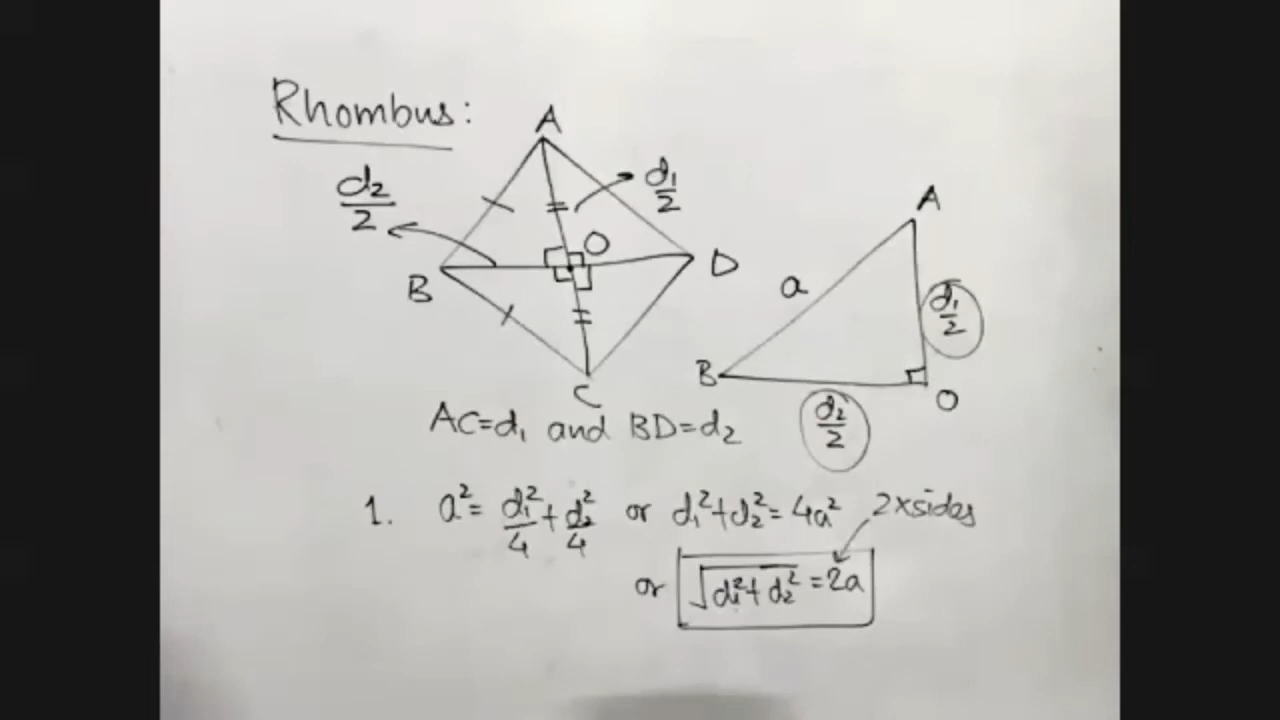 Rhombus:
A
d₂/2
d₁/2
O
B
D
C
A
a
d₁/2
B
O
d₂/2
AC=d₁ and BD=d₂
1. a²= d₁²/4 + d₂²/4 or d₁²+d₂²=4a² 2×sides
or √(d₁²+d₂²) =2a